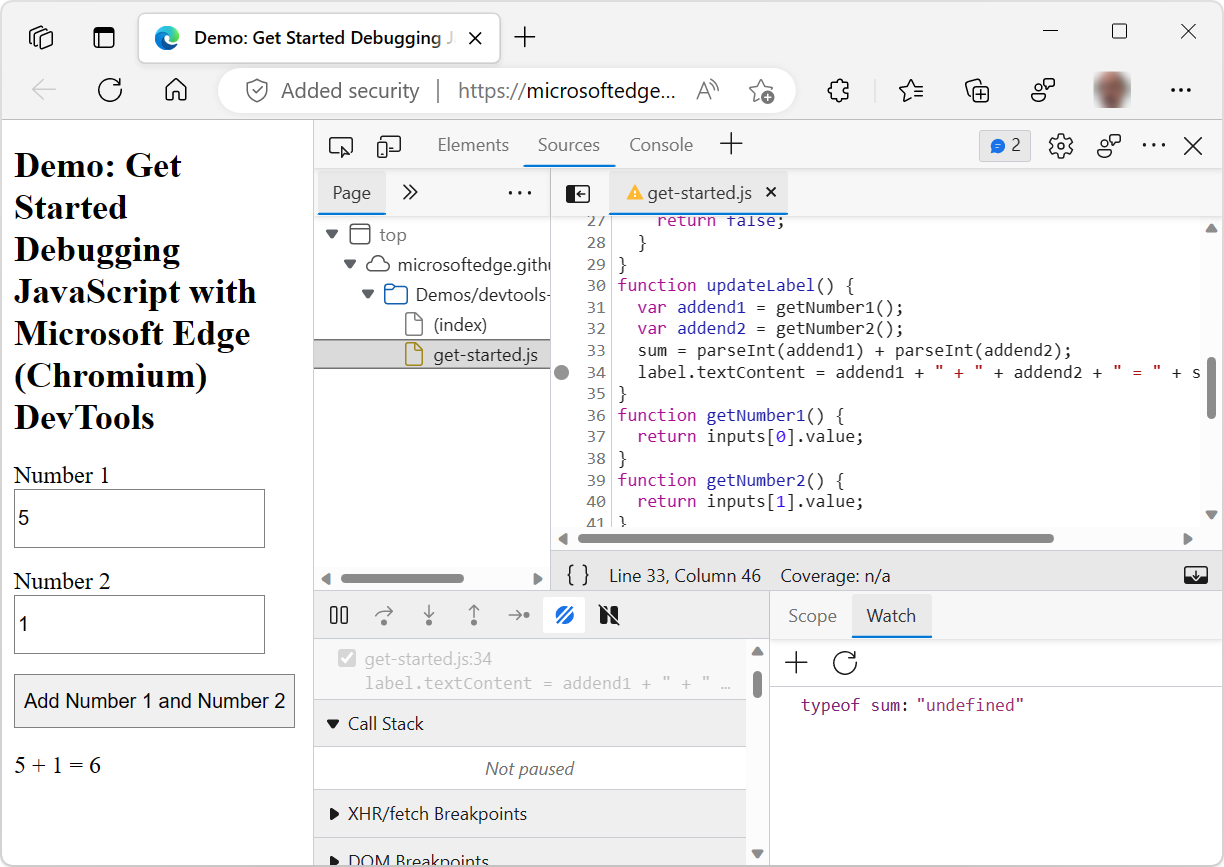 Demo: Get Started Debugging J
Added security
https://microsoftedge...
Demo: Get
Started
Debugging
JavaScript with
Microsoft Edge
(Chromium)
DevTools
Number 1
5
Number 2
1
Add Number 1 and Number 2
5 + 1 = 6
Elements Sources Console
2
Page
top
microsoftedge.githu
Demos/devtools-
(index)
get-started.js
get-started.js
27 return false;
28 }
29 }
30 function updateLabel() {
31 var addend1 = getNumber1();
32 var addend2 = getNumber2();
33 sum = parseInt(addend1) + parseInt(addend2);
34 label.textContent = addend1 + " + " + addend2 + " = " + s
35 }
36 function getNumber1() {
37 return inputs[0].value;
38 }
39 function getNumber2() {
40 return inputs[1].value;
41 }
{ } Line 33, Column 46 Coverage: n/a
get-started.js:34
label.textContent = addend1 + " + " …
Call Stack
Not paused
XHR/fetch Breakpoints
DOM Breakpoints
Scope Watch
typeof sum: "undefined"